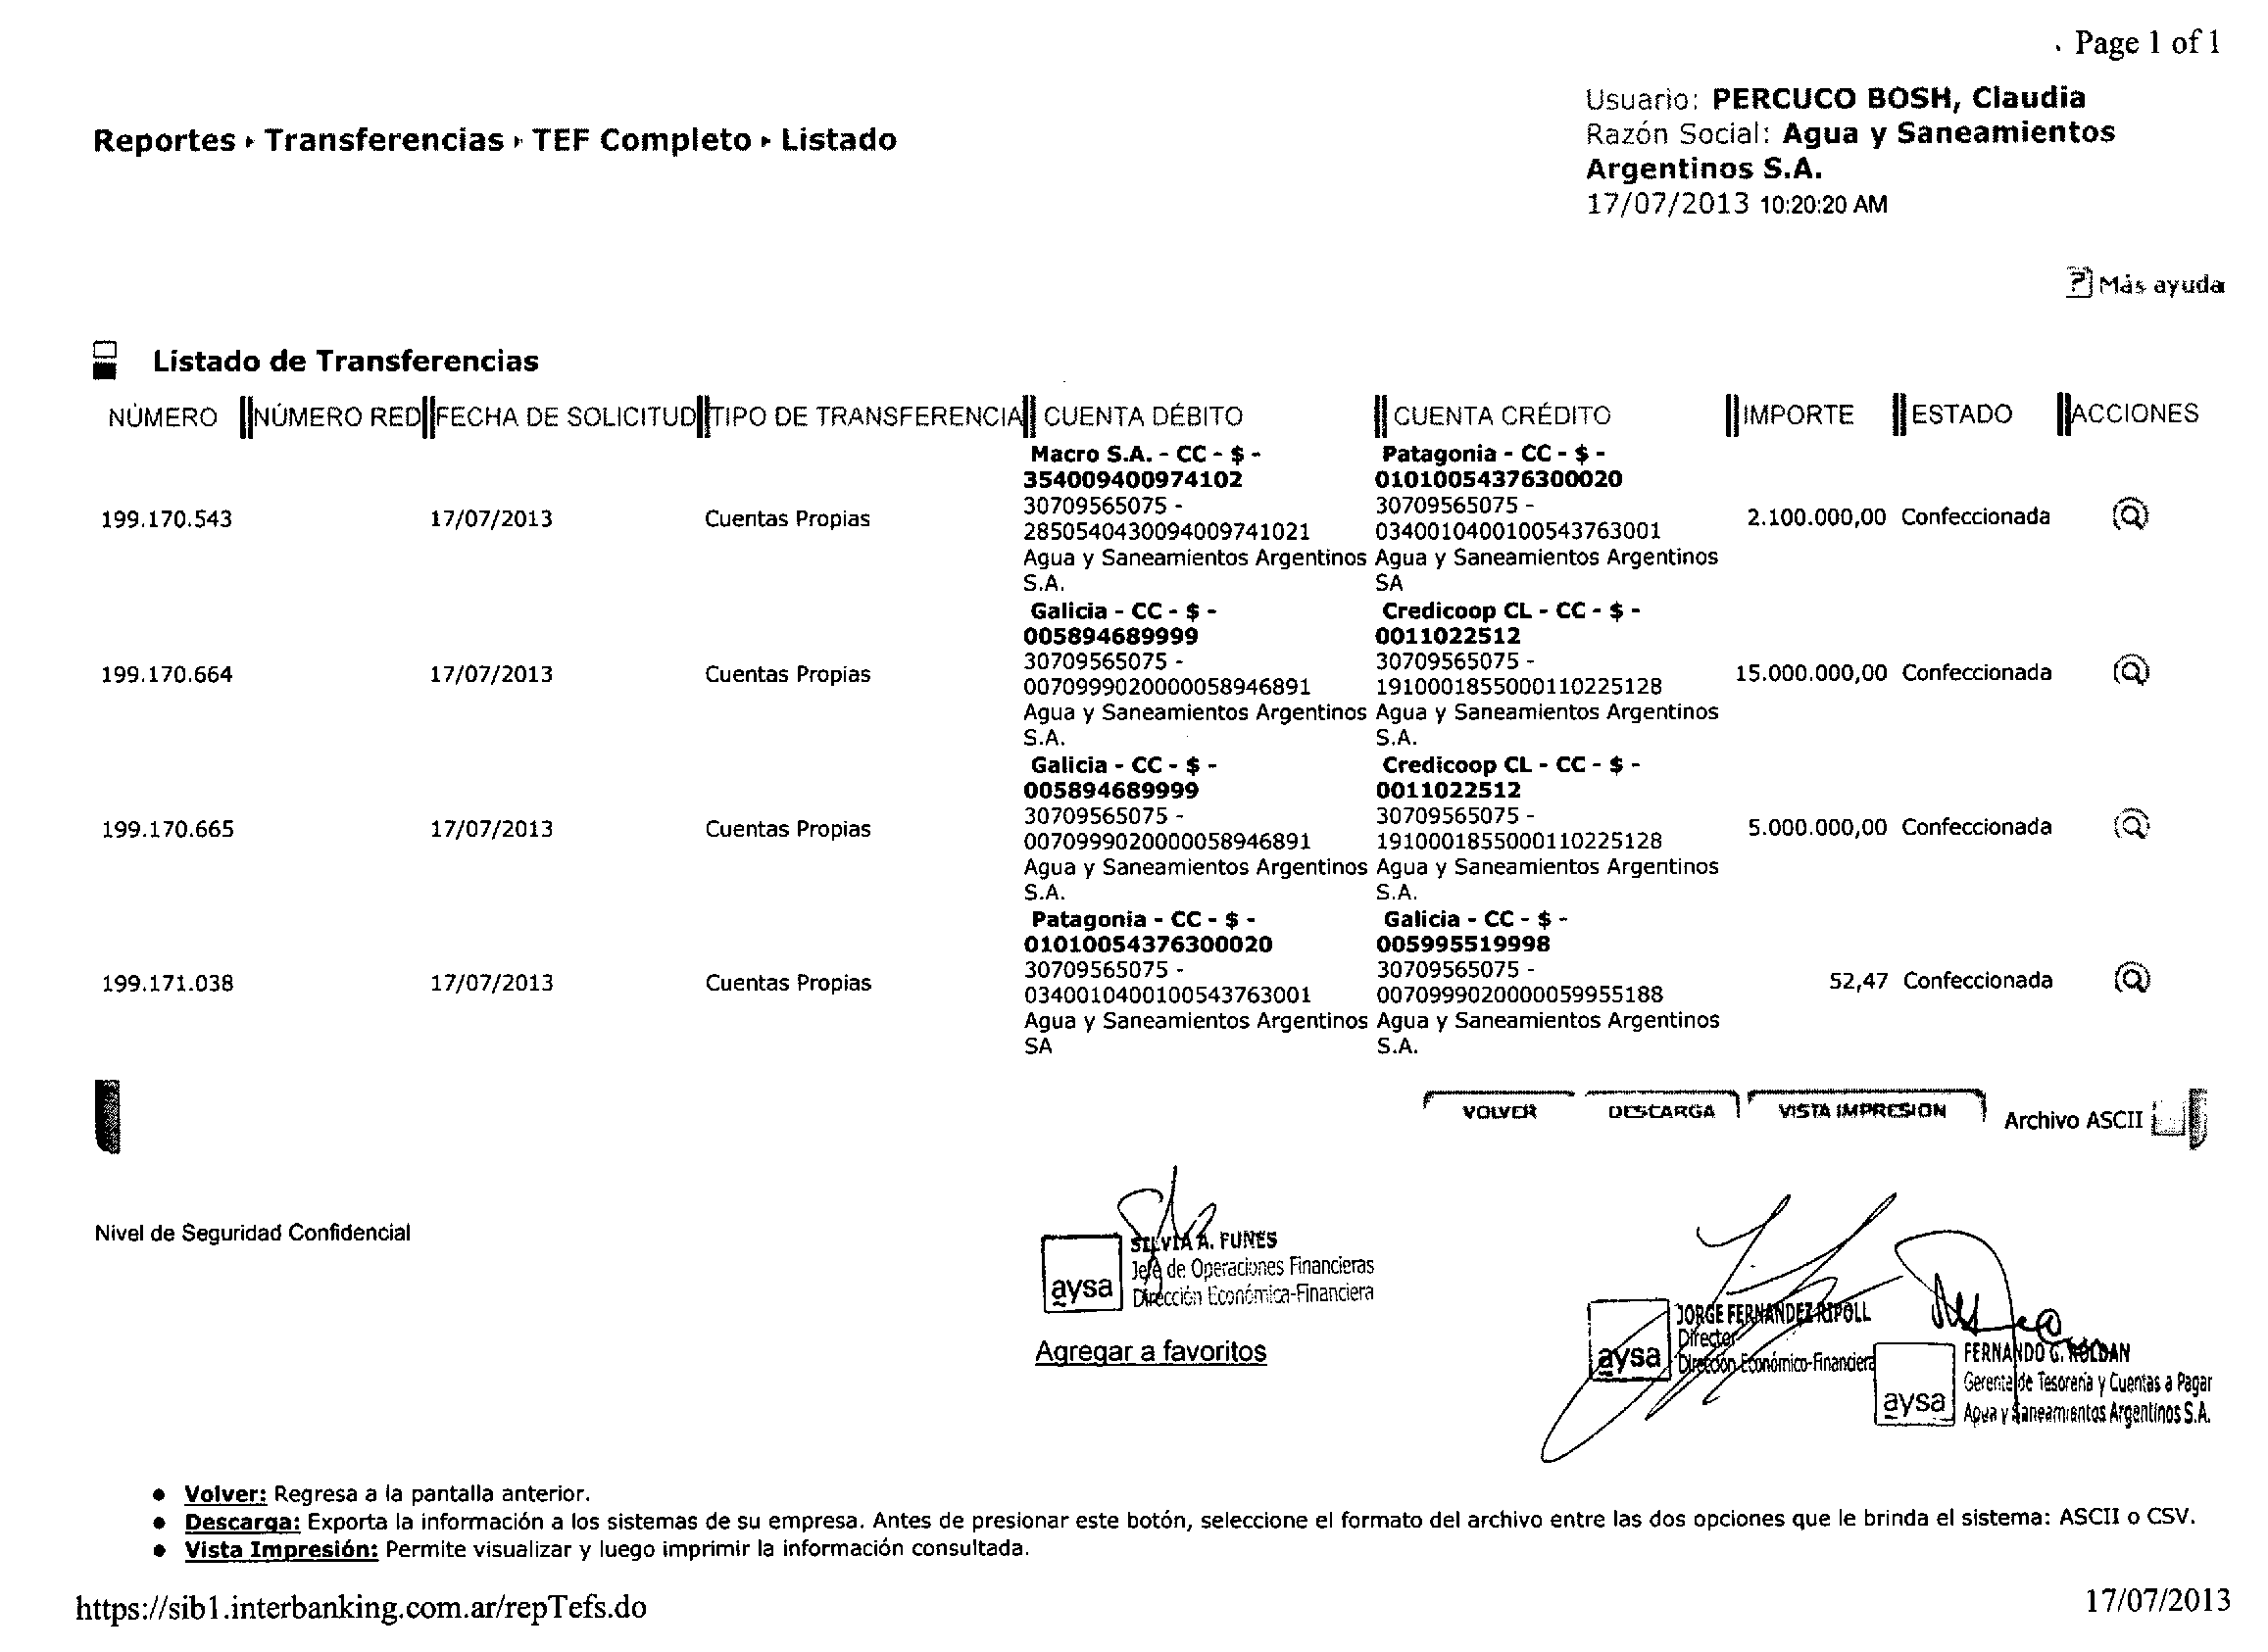 Page 1 of 1
Usuario: PERCUCO BOSH, Claudia
Razón Social: Agua y Saneamientos
Argentinos S.A.
17/07/2013 10:20:20 AM
Reportes ▸ Transferencias ▸ TEF Completo ▸ Listado
? Más ayuda
Listado de Transferencias
NÚMERO NÚMERO RED FECHA DE SOLICITUD TIPO DE TRANSFERENCIA CUENTA DÉBITO CUENTA CRÉDITO IMPORTE ESTADO ACCIONES
Macro S.A. - CC - $ - Patagonia - CC - $ -
354009400974102 01010054376300020
30709565075 - 30709565075 -
199.170.543 17/07/2013 Cuentas Propias 2.100.000,00 Confeccionada
2850540430094009741021 0340010400100543763001
Agua y Saneamientos Argentinos Agua y Saneamientos Argentinos
S.A. SA
Galicia - CC - $ - Credicoop CL - CC - $ -
005894689999 0011022512
30709565075 - 30709565075 -
199.170.664 17/07/2013 Cuentas Propias 15.000.000,00 Confeccionada
0070999020000058946891 1910001855000110225128
Agua y Saneamientos Argentinos Agua y Saneamientos Argentinos
S.A. S.A.
Galicia - CC - $ - Credicoop CL - CC - $ -
005894689999 0011022512
30709565075 - 30709565075 -
199.170.665 17/07/2013 Cuentas Propias 5.000.000,00 Confeccionada
0070999020000058946891 1910001855000110225128
Agua y Saneamientos Argentinos Agua y Saneamientos Argentinos
S.A. S.A.
Patagonia - CC - $ - Galicia - CC - $ -
01010054376300020 005995519998
30709565075 - 30709565075 -
199.171.038 17/07/2013 Cuentas Propias 52,47 Confeccionada
0340010400100543763001 0070999020000059955188
Agua y Saneamientos Argentinos Agua y Saneamientos Argentinos
SA S.A.
VOLVER DESCARGA VISTA IMPRESION Archivo ASCII
Nivel de Seguridad Confidencial
aysa
SILVIA A. FUNES
Jefa de Operaciones Financieras
Dirección Económica-Financiera
Agregar a favoritos
aysa
JORGE FERNANDEZ RIPOLL
Director
Dirección Económico-Financiera
aysa
FERNANDO G. ROLDAN
Gerente de Tesorería y Cuentas a Pagar
Agua y Saneamientos Argentinos S.A.
● Volver: Regresa a la pantalla anterior.
● Descarga: Exporta la información a los sistemas de su empresa. Antes de presionar este botón, seleccione el formato del archivo entre las dos opciones que le brinda el sistema: ASCII o CSV.
● Vista Impresión: Permite visualizar y luego imprimir la información consultada.
https://sib1.interbanking.com.ar/repTefs.do 17/07/2013